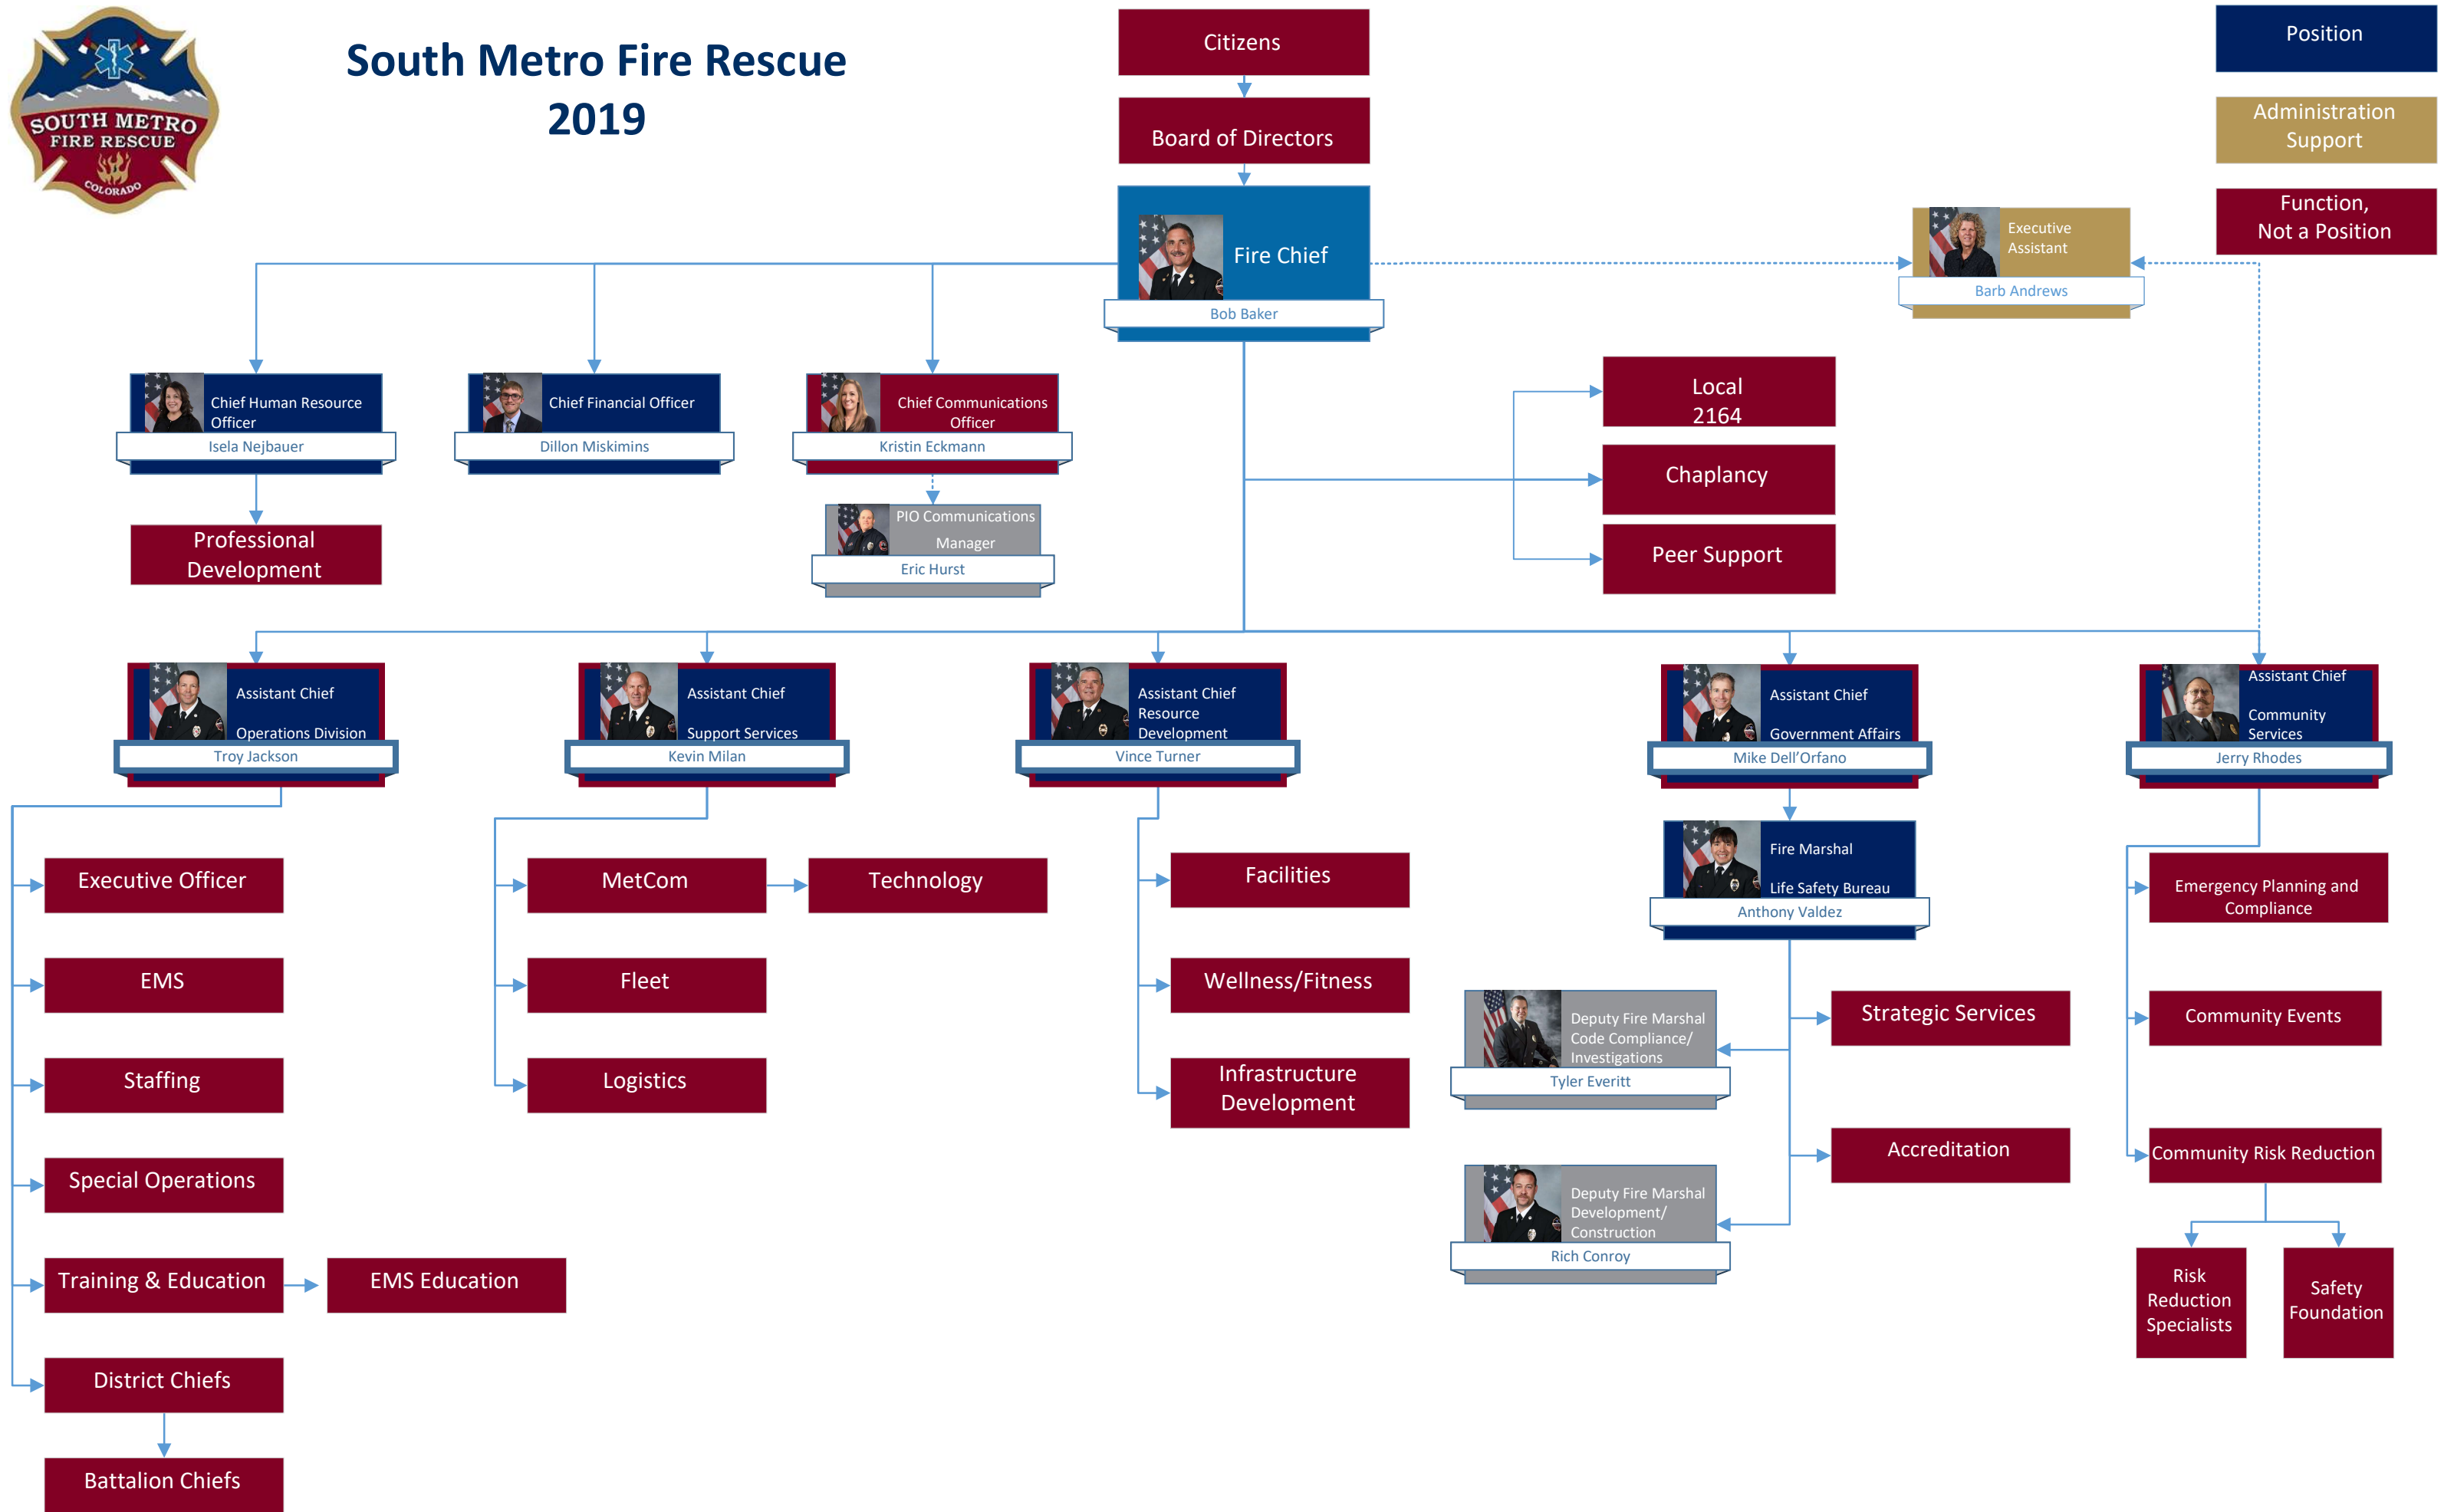 South Metro Fire Rescue
2019
SOUTH METRO
FIRE RESCUE
COLORADO
Citizens
Board of Directors
Fire Chief
Bob Baker
Position
Administration
Support
Function,
Not a Position
Executive
Assistant
Barb Andrews
Chief Human Resource
Officer
Isela Nejbauer
Chief Financial Officer
Dillon Miskimins
Chief Communications
Officer
Kristin Eckmann
Professional
Development
PIO Communications
Manager
Eric Hurst
Local
2164
Chaplancy
Peer Support
Assistant Chief
Operations Division
Troy Jackson
Assistant Chief
Support Services
Kevin Milan
Assistant Chief
Resource
Development
Vince Turner
Assistant Chief
Government Affairs
Mike Dell’Orfano
Assistant Chief
Community
Services
Jerry Rhodes
Executive Officer
EMS
Staffing
Special Operations
Training & Education
EMS Education
District Chiefs
Battalion Chiefs
MetCom
Technology
Fleet
Logistics
Facilities
Wellness/Fitness
Infrastructure
Development
Fire Marshal
Life Safety Bureau
Anthony Valdez
Deputy Fire Marshal
Code Compliance/
Investigations
Tyler Everitt
Deputy Fire Marshal
Development/
Construction
Rich Conroy
Strategic Services
Accreditation
Emergency Planning and
Compliance
Community Events
Community Risk Reduction
Risk
Reduction
Specialists
Safety
Foundation